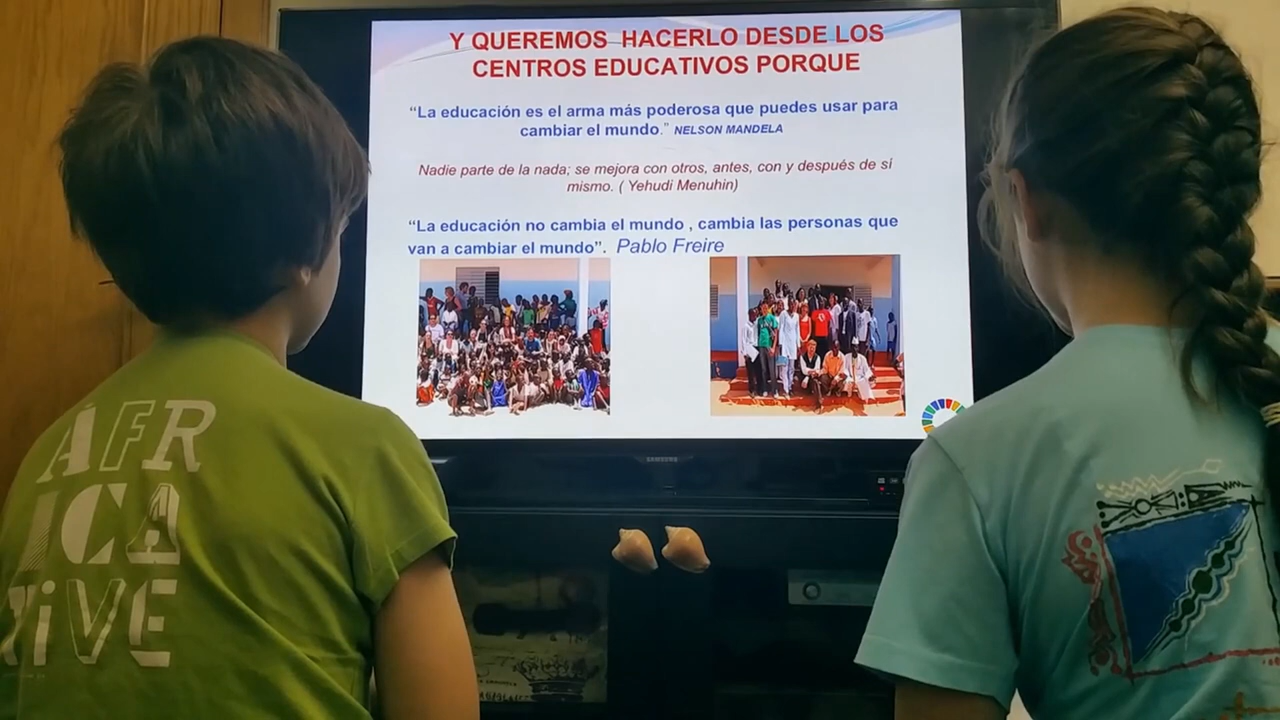 Y QUEREMOS HACERLO DESDE LOS
CENTROS EDUCATIVOS PORQUE
“La educación es el arma más poderosa que puedes usar para
cambiar el mundo.” NELSON MANDELA
Nadie parte de la nada; se mejora con otros, antes, con y después de si
mismo. ( Yehudi Menuhin)
“La educación no cambia el mundo , cambia las personas que
van a cambiar el mundo”. Pablo Freire
SAMSUNG
AFR
ICA
TiVE